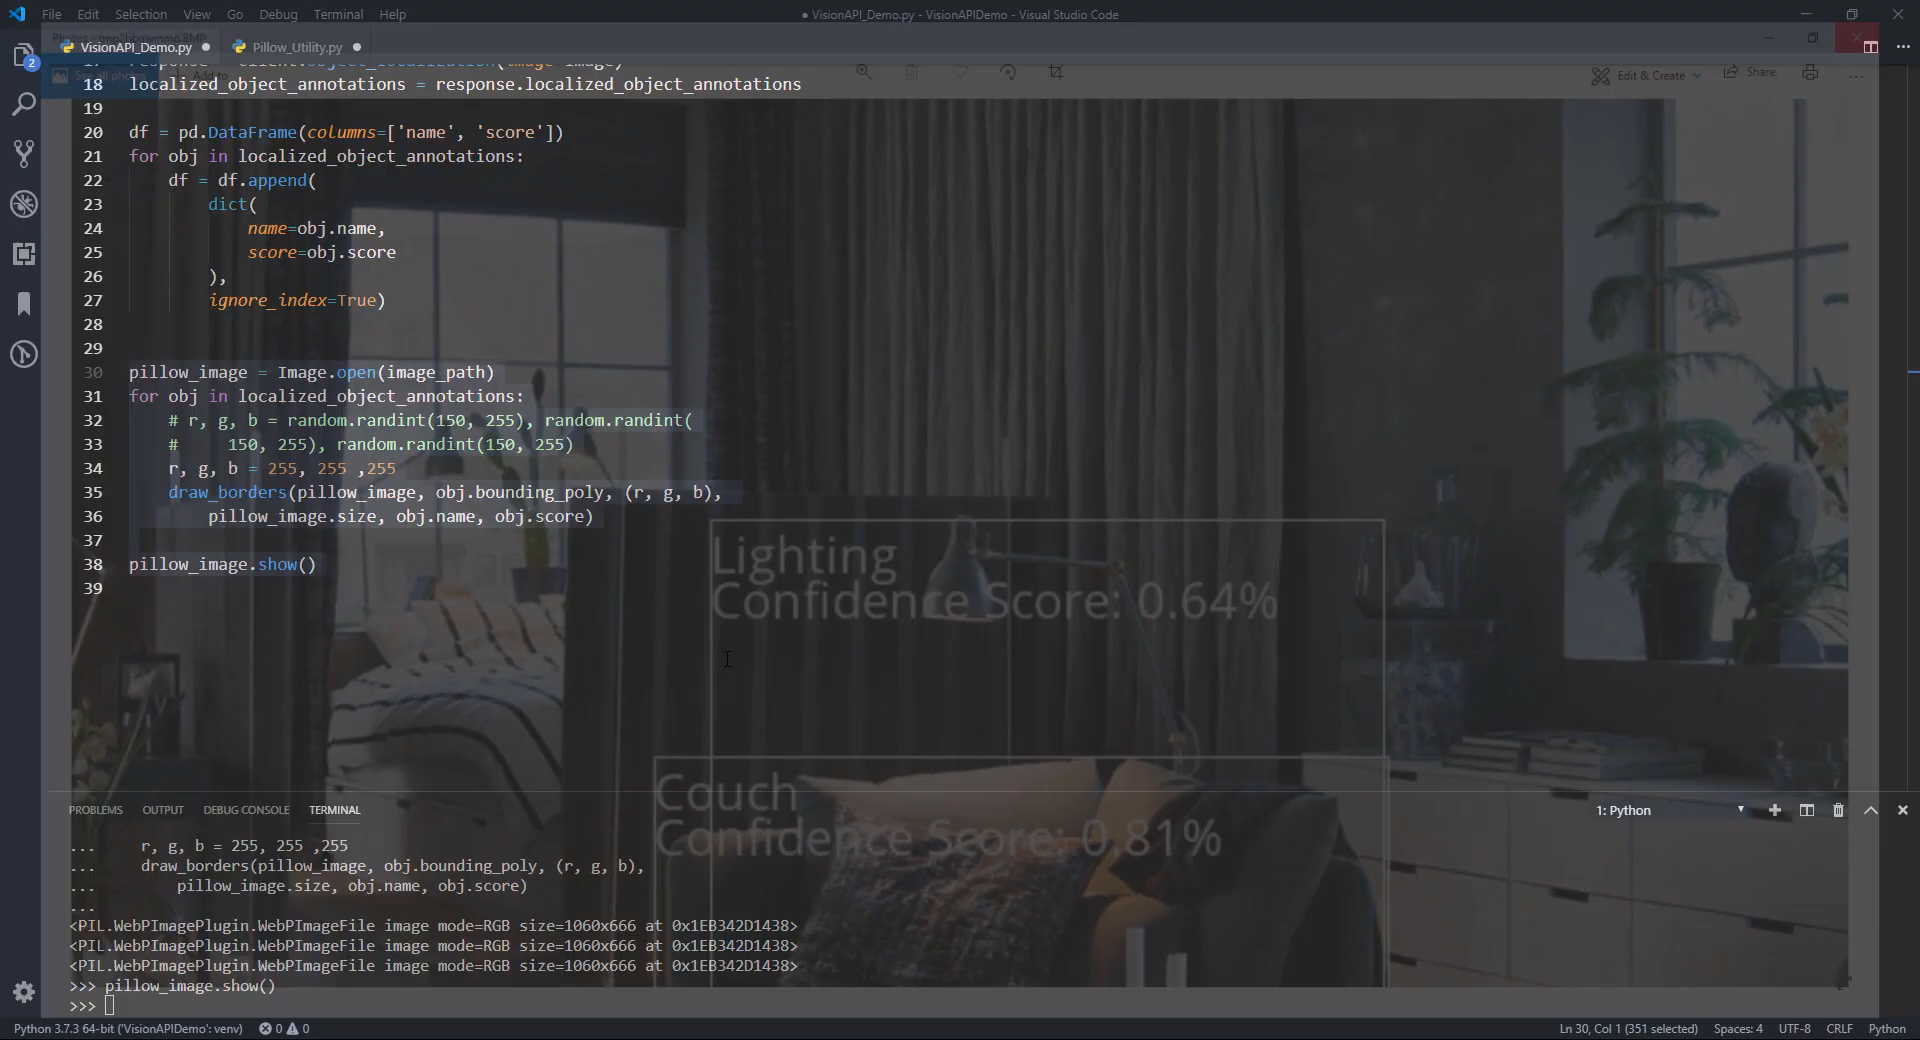 File Edit Selection View Go Debug Terminal Help
● VisionAPI_Demo.py - VisionAPIDemo - Visual Studio Code
VisionAPI_Demo.py ● Pillow_Utility.py ●
See all photos Add to
Edit & Create Share
2
18 localized_object_annotations = response.localized_object_annotations
19
20 df = pd.DataFrame(columns=['name', 'score'])
21 for obj in localized_object_annotations:
22 df = df.append(
23 dict(
24 name=obj.name,
25 score=obj.score
26 ),
27 ignore_index=True)
28
29
30 pillow_image = Image.open(image_path)
31 for obj in localized_object_annotations:
32 # r, g, b = random.randint(150, 255), random.randint(
33 # 150, 255), random.randint(150, 255)
34 r, g, b = 255, 255 ,255
35 draw_borders(pillow_image, obj.bounding_poly, (r, g, b),
36 pillow_image.size, obj.name, obj.score)
37
38 pillow_image.show()
39
Lighting
Confidence Score: 0.64%
Couch
Confidence Score: 0.81%
PROBLEMS OUTPUT DEBUG CONSOLE TERMINAL
1: Python
... r, g, b = 255, 255 ,255
... draw_borders(pillow_image, obj.bounding_poly, (r, g, b),
... pillow_image.size, obj.name, obj.score)
...
<PIL.WebPImagePlugin.WebPImageFile image mode=RGB size=1060x666 at 0x1EB342D1438>
<PIL.WebPImagePlugin.WebPImageFile image mode=RGB size=1060x666 at 0x1EB342D1438>
<PIL.WebPImagePlugin.WebPImageFile image mode=RGB size=1060x666 at 0x1EB342D1438>
>>> pillow_image.show()
>>>
Python 3.7.3 64-bit ('VisionAPIDemo': venv) 0 0
Ln 30, Col 1 (351 selected) Spaces: 4 UTF-8 CRLF Python